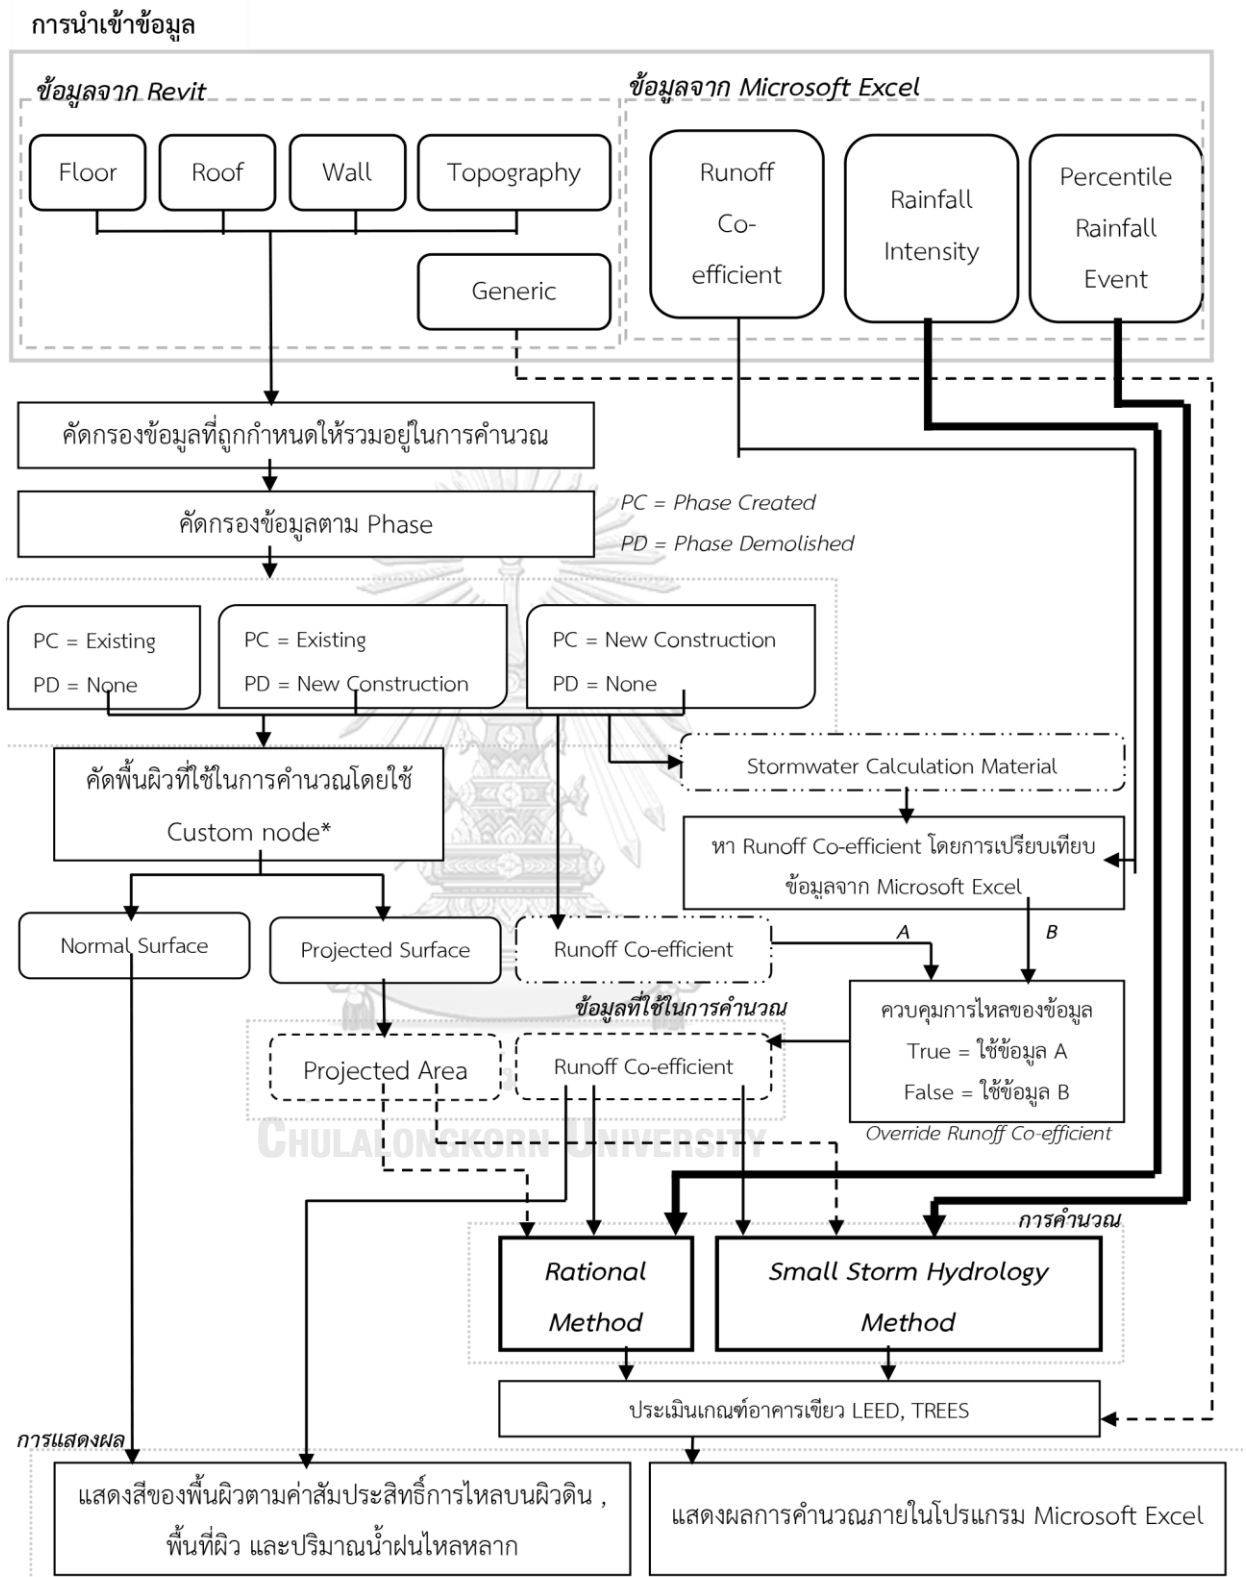 การนำเข้าข้อมูล
ข้อมูลจาก Revit
ข้อมูลจาก Microsoft Excel
Floor
Roof
Wall
Topography
Generic
Runoff
Co-
efficient
Rainfall
Intensity
Percentile
Rainfall
Event
คัดกรองข้อมูลที่ถูกกำหนดให้รวมอยู่ในการคำนวณ
คัดกรองข้อมูลตาม Phase
PC = Phase Created
PD = Phase Demolished
PC = Existing
PD = None
PC = Existing
PD = New Construction
PC = New Construction
PD = None
คัดพื้นผิวที่ใช้ในการคำนวณโดยใช้
Custom node*
Stormwater Calculation Material
หา Runoff Co-efficient โดยการเปรียบเทียบ
ข้อมูลจาก Microsoft Excel
Normal Surface
Projected Surface
Runoff Co-efficient
A
B
ข้อมูลที่ใช้ในการคำนวณ
ควบคุมการไหลของข้อมูล
True = ใช้ข้อมูล A
False = ใช้ข้อมูล B
Override Runoff Co-efficient
Projected Area
Runoff Co-efficient
CHULALONGKORN UNIVERSITY
การคำนวณ
Rational
Method
Small Storm Hydrology
Method
ประเมินเกณฑ์อาคารเขียว LEED, TREES
การแสดงผล
แสดงสีของพื้นผิวตามค่าสัมประสิทธิ์การไหลบนผิวดิน ,
พื้นที่ผิว และปริมาณน้ำฝนไหลหลาก
แสดงผลการคำนวณภายในโปรแกรม Microsoft Excel